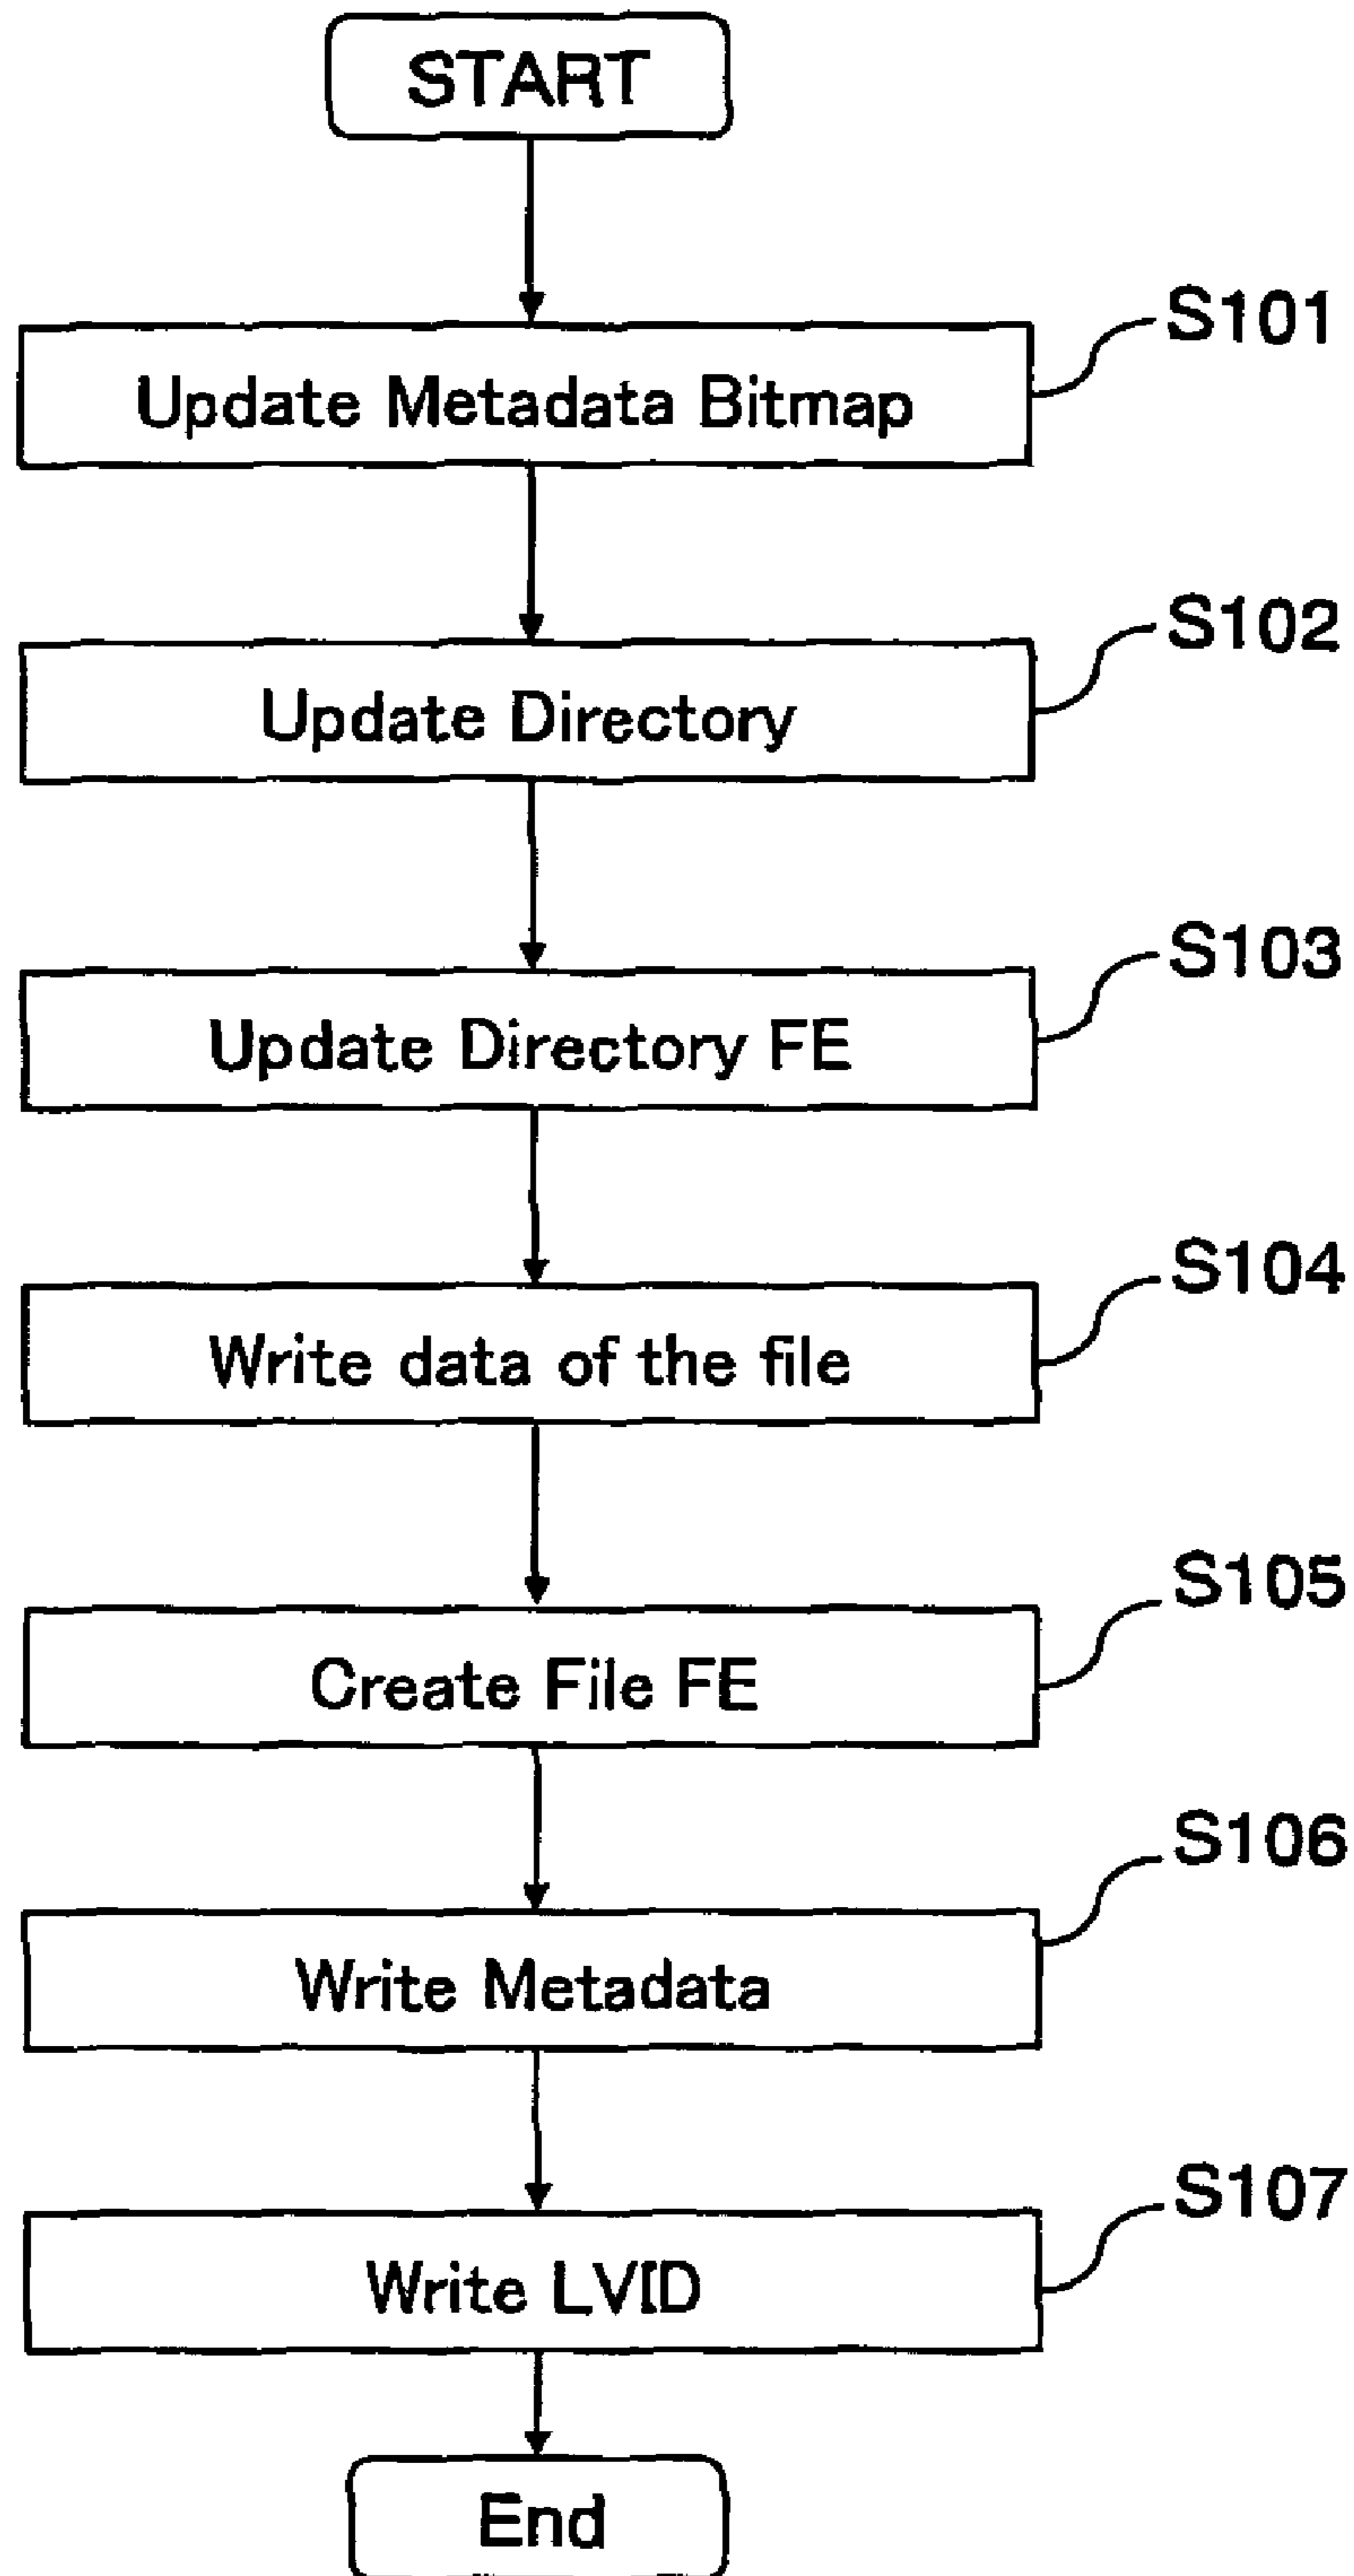 START
S101
Update Metadata Bitmap
S102
Update Directory
S103
Update Directory FE
S104
Write data of the file
S105
Create File FE
S106
Write Metadata
S107
Write LVID
End